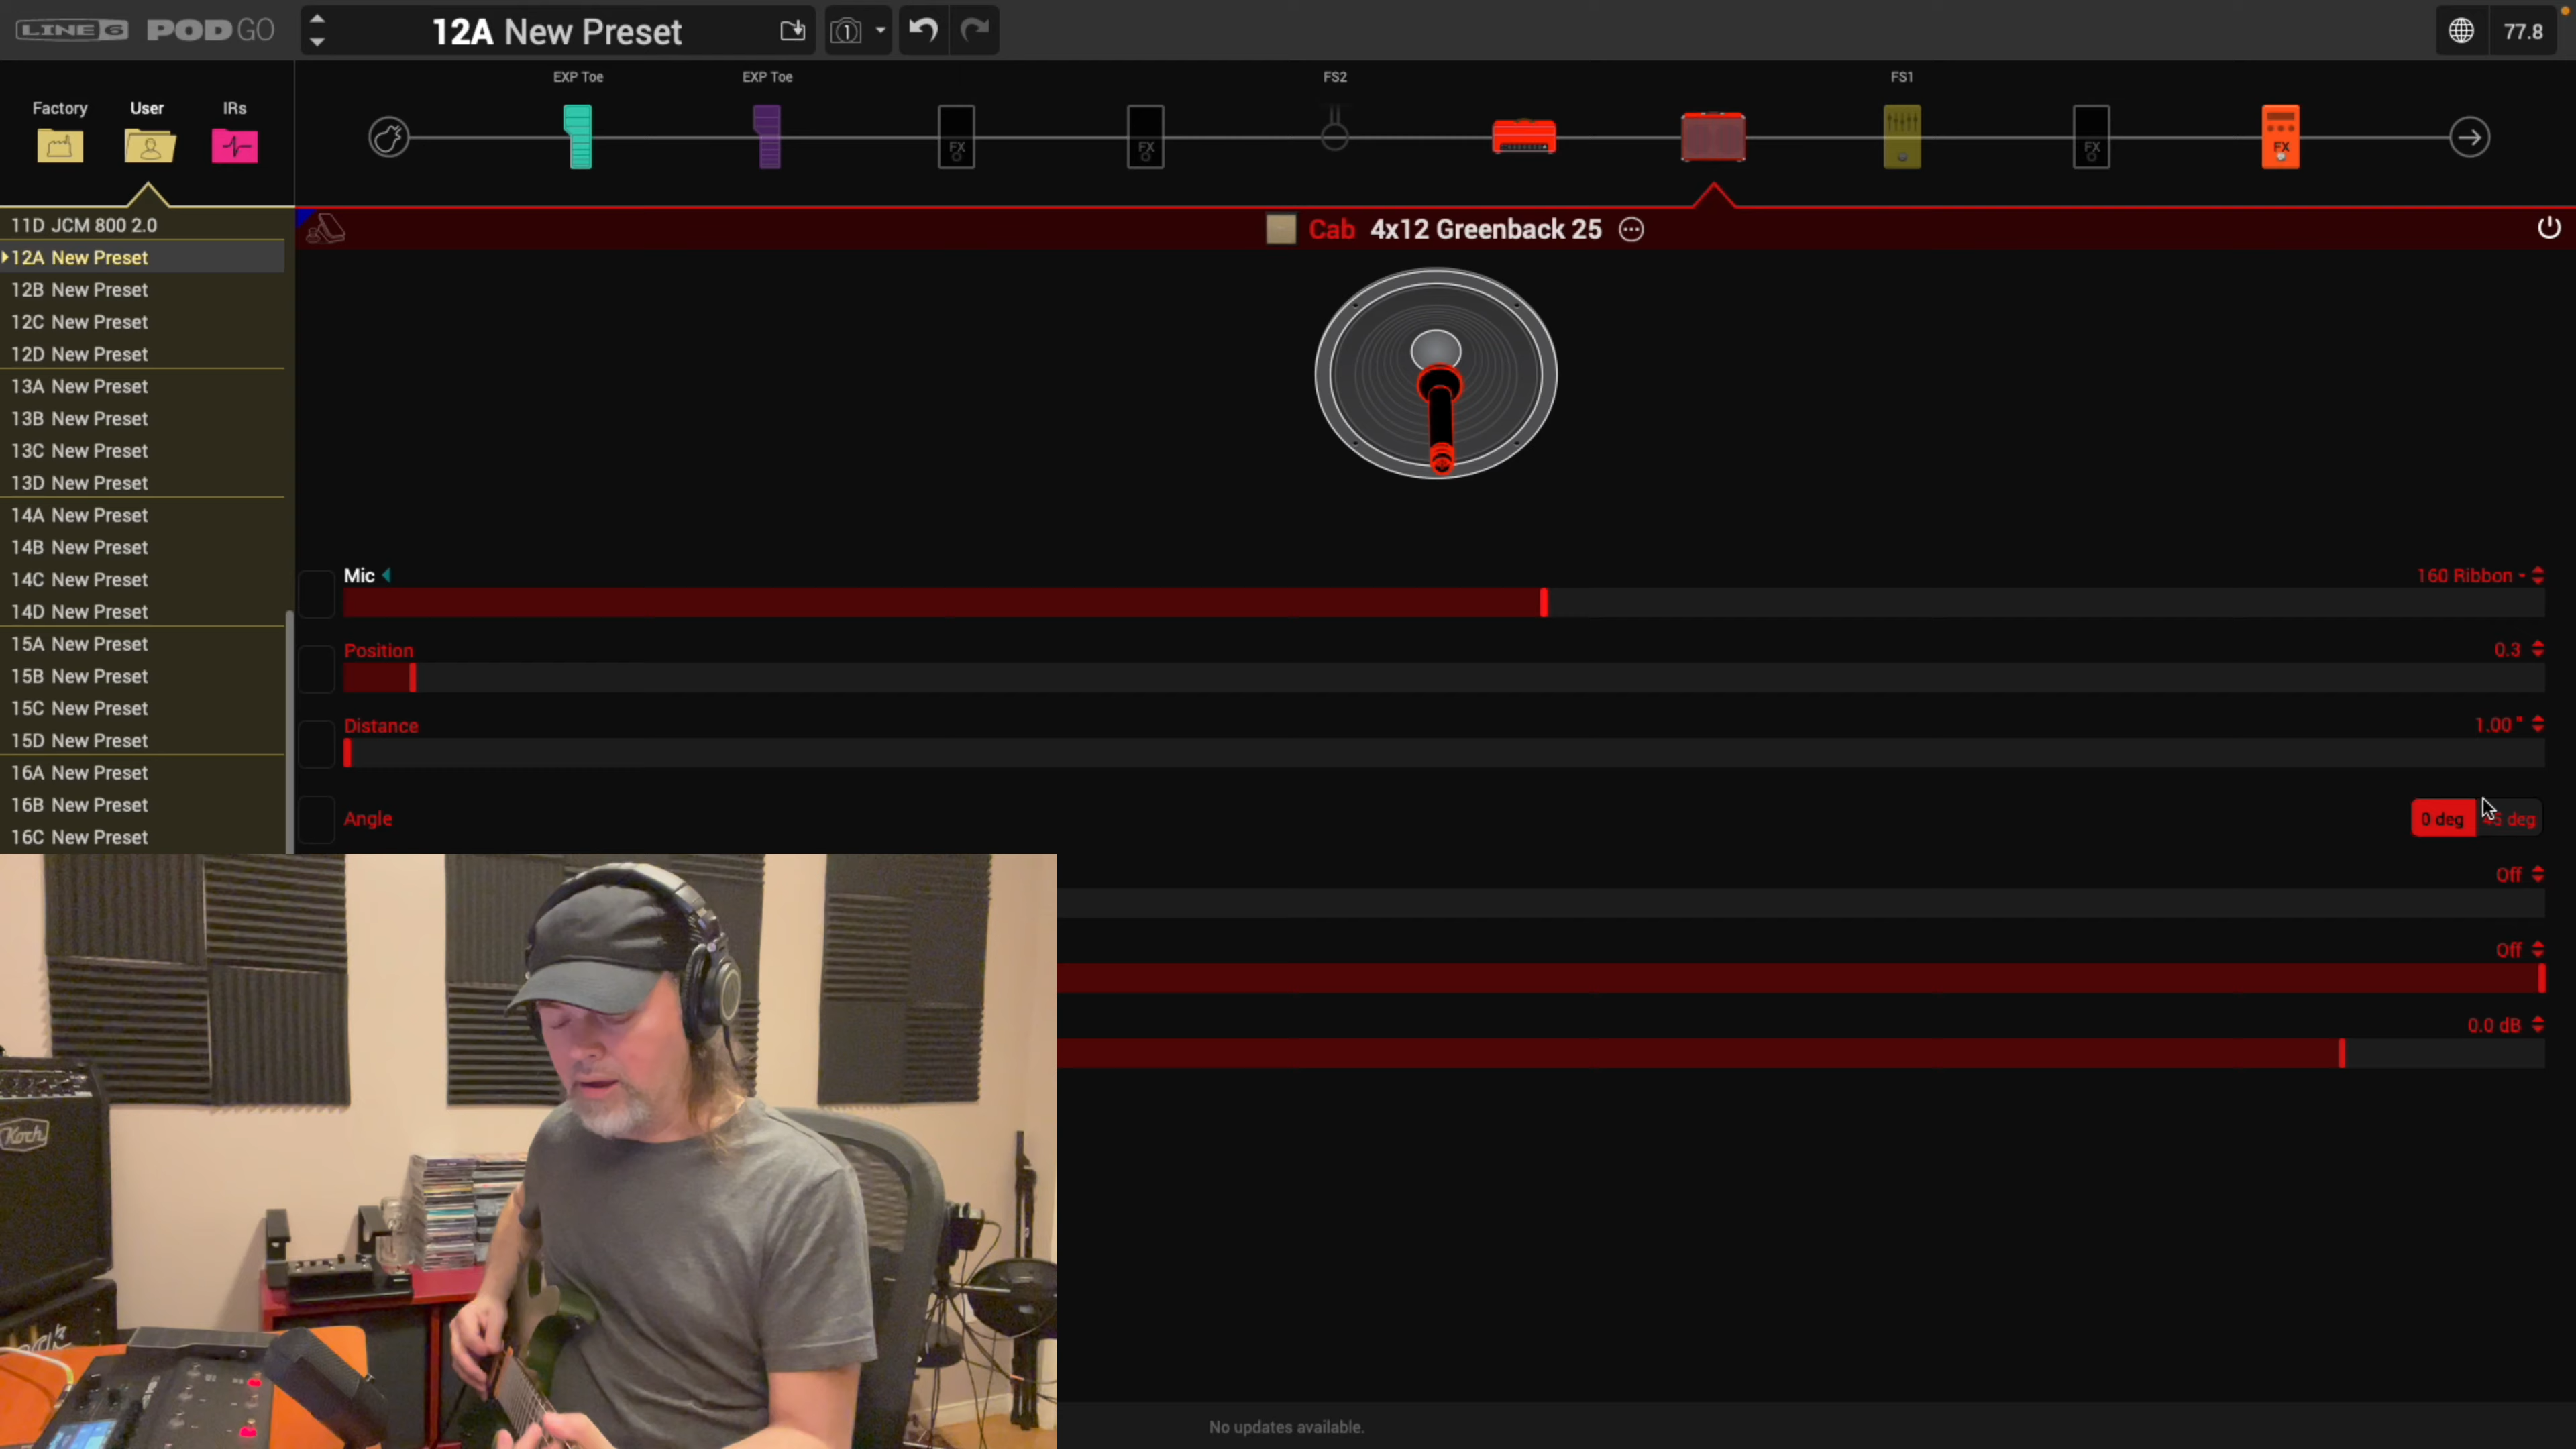 LINE 6 POD GO
12A New Preset
1
77.8
EXP Toe
EXP Toe
FS2
FS1
Factory
User
IRs
FX
FX
FX
FX
11D JCM 800 2.0
12A New Preset
12B New Preset
12C New Preset
12D New Preset
13A New Preset
13B New Preset
13C New Preset
13D New Preset
14A New Preset
14B New Preset
14C New Preset
14D New Preset
15A New Preset
15B New Preset
15C New Preset
15D New Preset
16A New Preset
16B New Preset
16C New Preset
Cab 4x12 Greenback 25
Mic
160 Ribbon
Position
0.3
Distance
1.00 "
Angle
0 deg
deg
Off
Off
0.0 dB
Koch
No updates available.